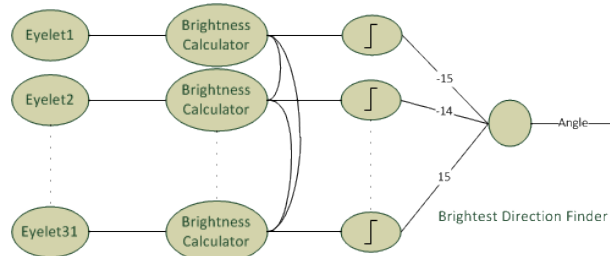 Eyelet1
Brightness
Calculator
-15
Eyelet2
Brightness
Calculator
-14
Angle
15
Eyelet31
Brightness
Calculator
Brightest Direction Finder